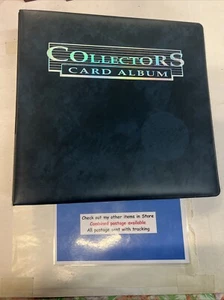 COLLECTORS
CARD ALBUM
Check out my other items in Store
Combined postage available
All postage sent with tracking